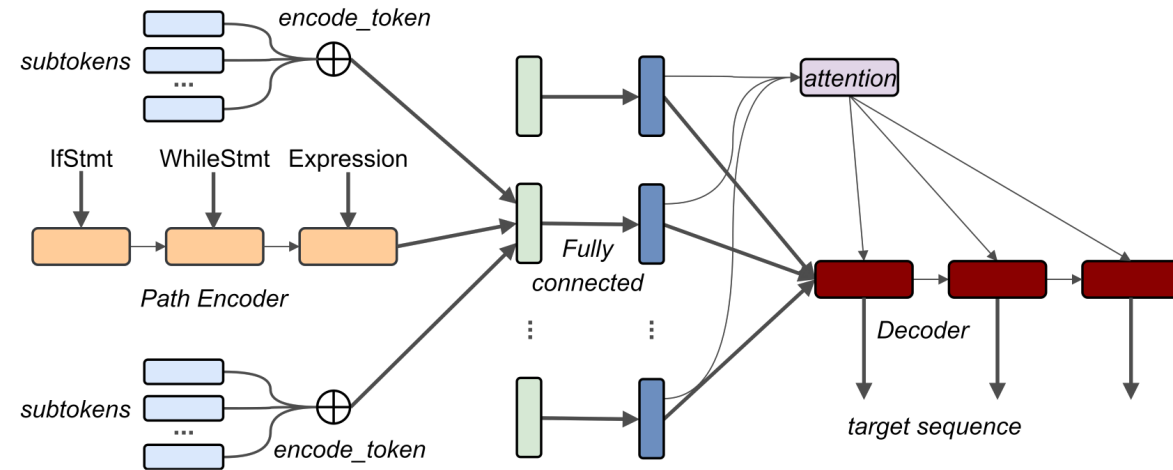 encode_token
subtokens
...
attention
IfStmt
WhileStmt
Expression
Fully
connected
Path Encoder
...
...
Decoder
subtokens
...
encode_token
target sequence